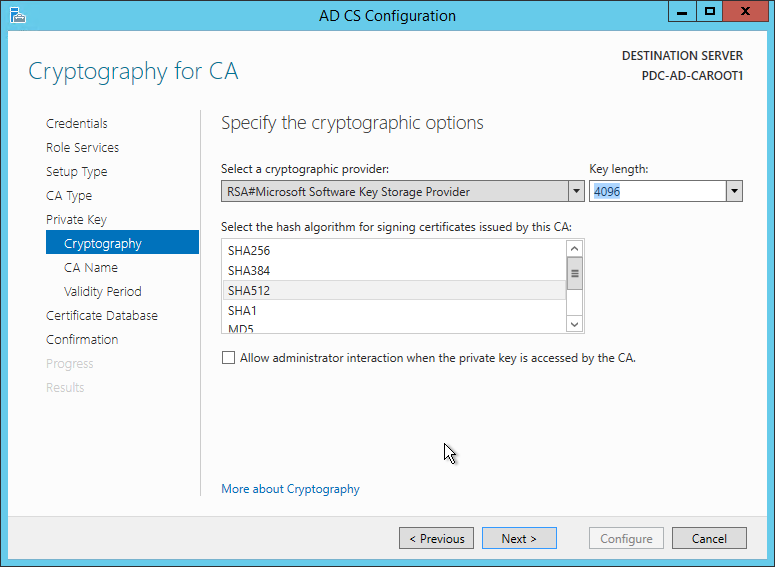 AD CS Configuration
Cryptography for CA
DESTINATION SERVER
PDC-AD-CAROOT1
Credentials
Role Services
Setup Type
CA Type
Private Key
Cryptography
CA Name
Validity Period
Certificate Database
Confirmation
Progress
Results
Specify the cryptographic options
Select a cryptographic provider:
Key length:
RSA#Microsoft Software Key Storage Provider
4096
Select the hash algorithm for signing certificates issued by this CA:
SHA256
SHA384
SHA512
SHA1
MD5
Allow administrator interaction when the private key is accessed by the CA.
More about Cryptography
< Previous
Next >
Configure
Cancel